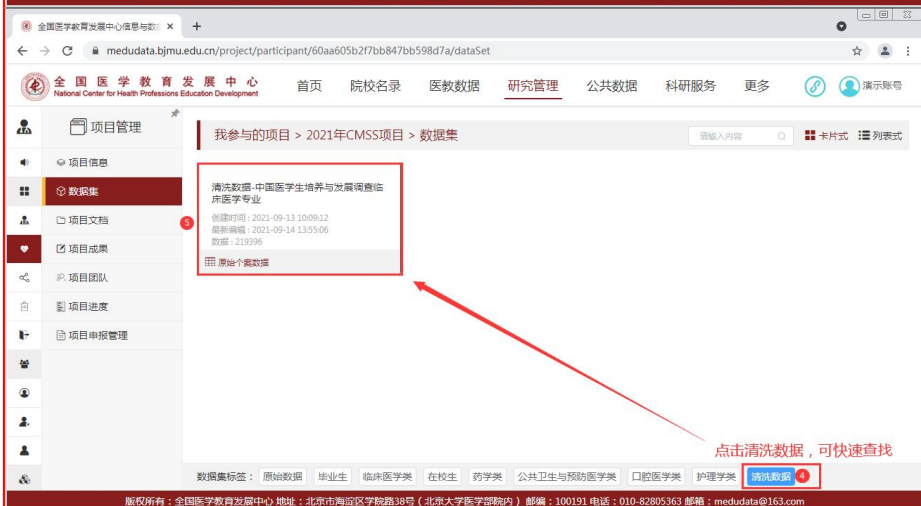 全国医学教育发展中心信息与数
medudata.bjmu.edu.cn/project/participant/60aa605b2f7bb847bb598d7a/dataSet
全国医学教育发展中心
National Center for Health Professions Education Development
首页 院校名录 医教数据 研究管理 公共数据 科研服务 更多 演示账号
项目管理
我参与的项目 > 2021年CMSS项目 > 数据集
请输入内容
卡片式 列表式
项目信息
数据集
项目文档
项目成果
项目团队
项目进度
项目申报管理
清洗数据-中国医学生培养与发展调查临
床医学专业
创建时间：2021-09-13 10:09:12
5
最新编辑：2021-09-14 13:55:06
数据：219396
原始个案数据
点击清洗数据，可快速查找
数据集标签： 原始数据 毕业生 临床医学类 在校生 药学类 公共卫生与预防医学类 口腔医学类 护理学类 清洗数据 4
版权所有：全国医学教育发展中心 地址：北京市海淀区学院路38号（北京大学医学部院内） 邮编：100191 电话：010-82805363 邮箱：medudata@163.com